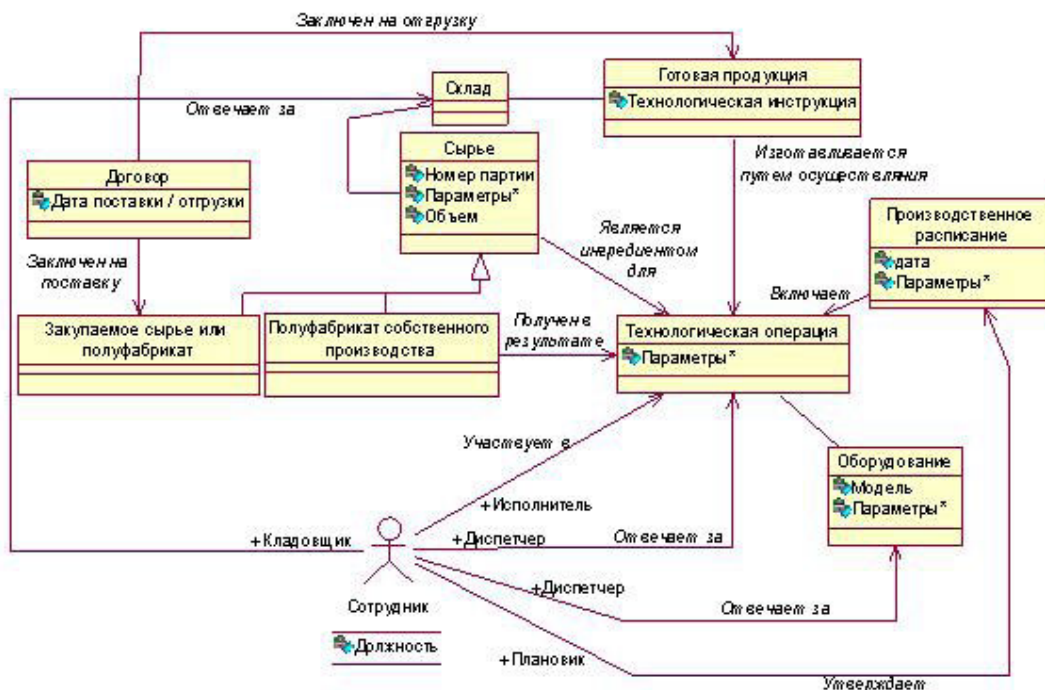 Заключен на отгрузку
Склад
Готовая продукция
Технологическая инструкция
Отвечает за
Сырье
Номер партии
Параметры*
Объем
Договор
Дата поставки / отгрузки
Изготавливается
путем осуществляния
Производственное
расписание
дата
Параметры*
Заключен на
поставку
Является
ингредиентом
для
Включает
Закупаемое сырье или
полуфабрикат
Полуфабрикат собственного
производства
Получен в
результате
Технологическая операция
Параметры*
Участвует в
Оборудование
Модель
Параметры*
+Исполнитель
+Кладовщик
+Диспетчер
Отвечает за
+Диспетчер
Отвечает за
Сотрудник
Должность
+Плановик
Утверждает